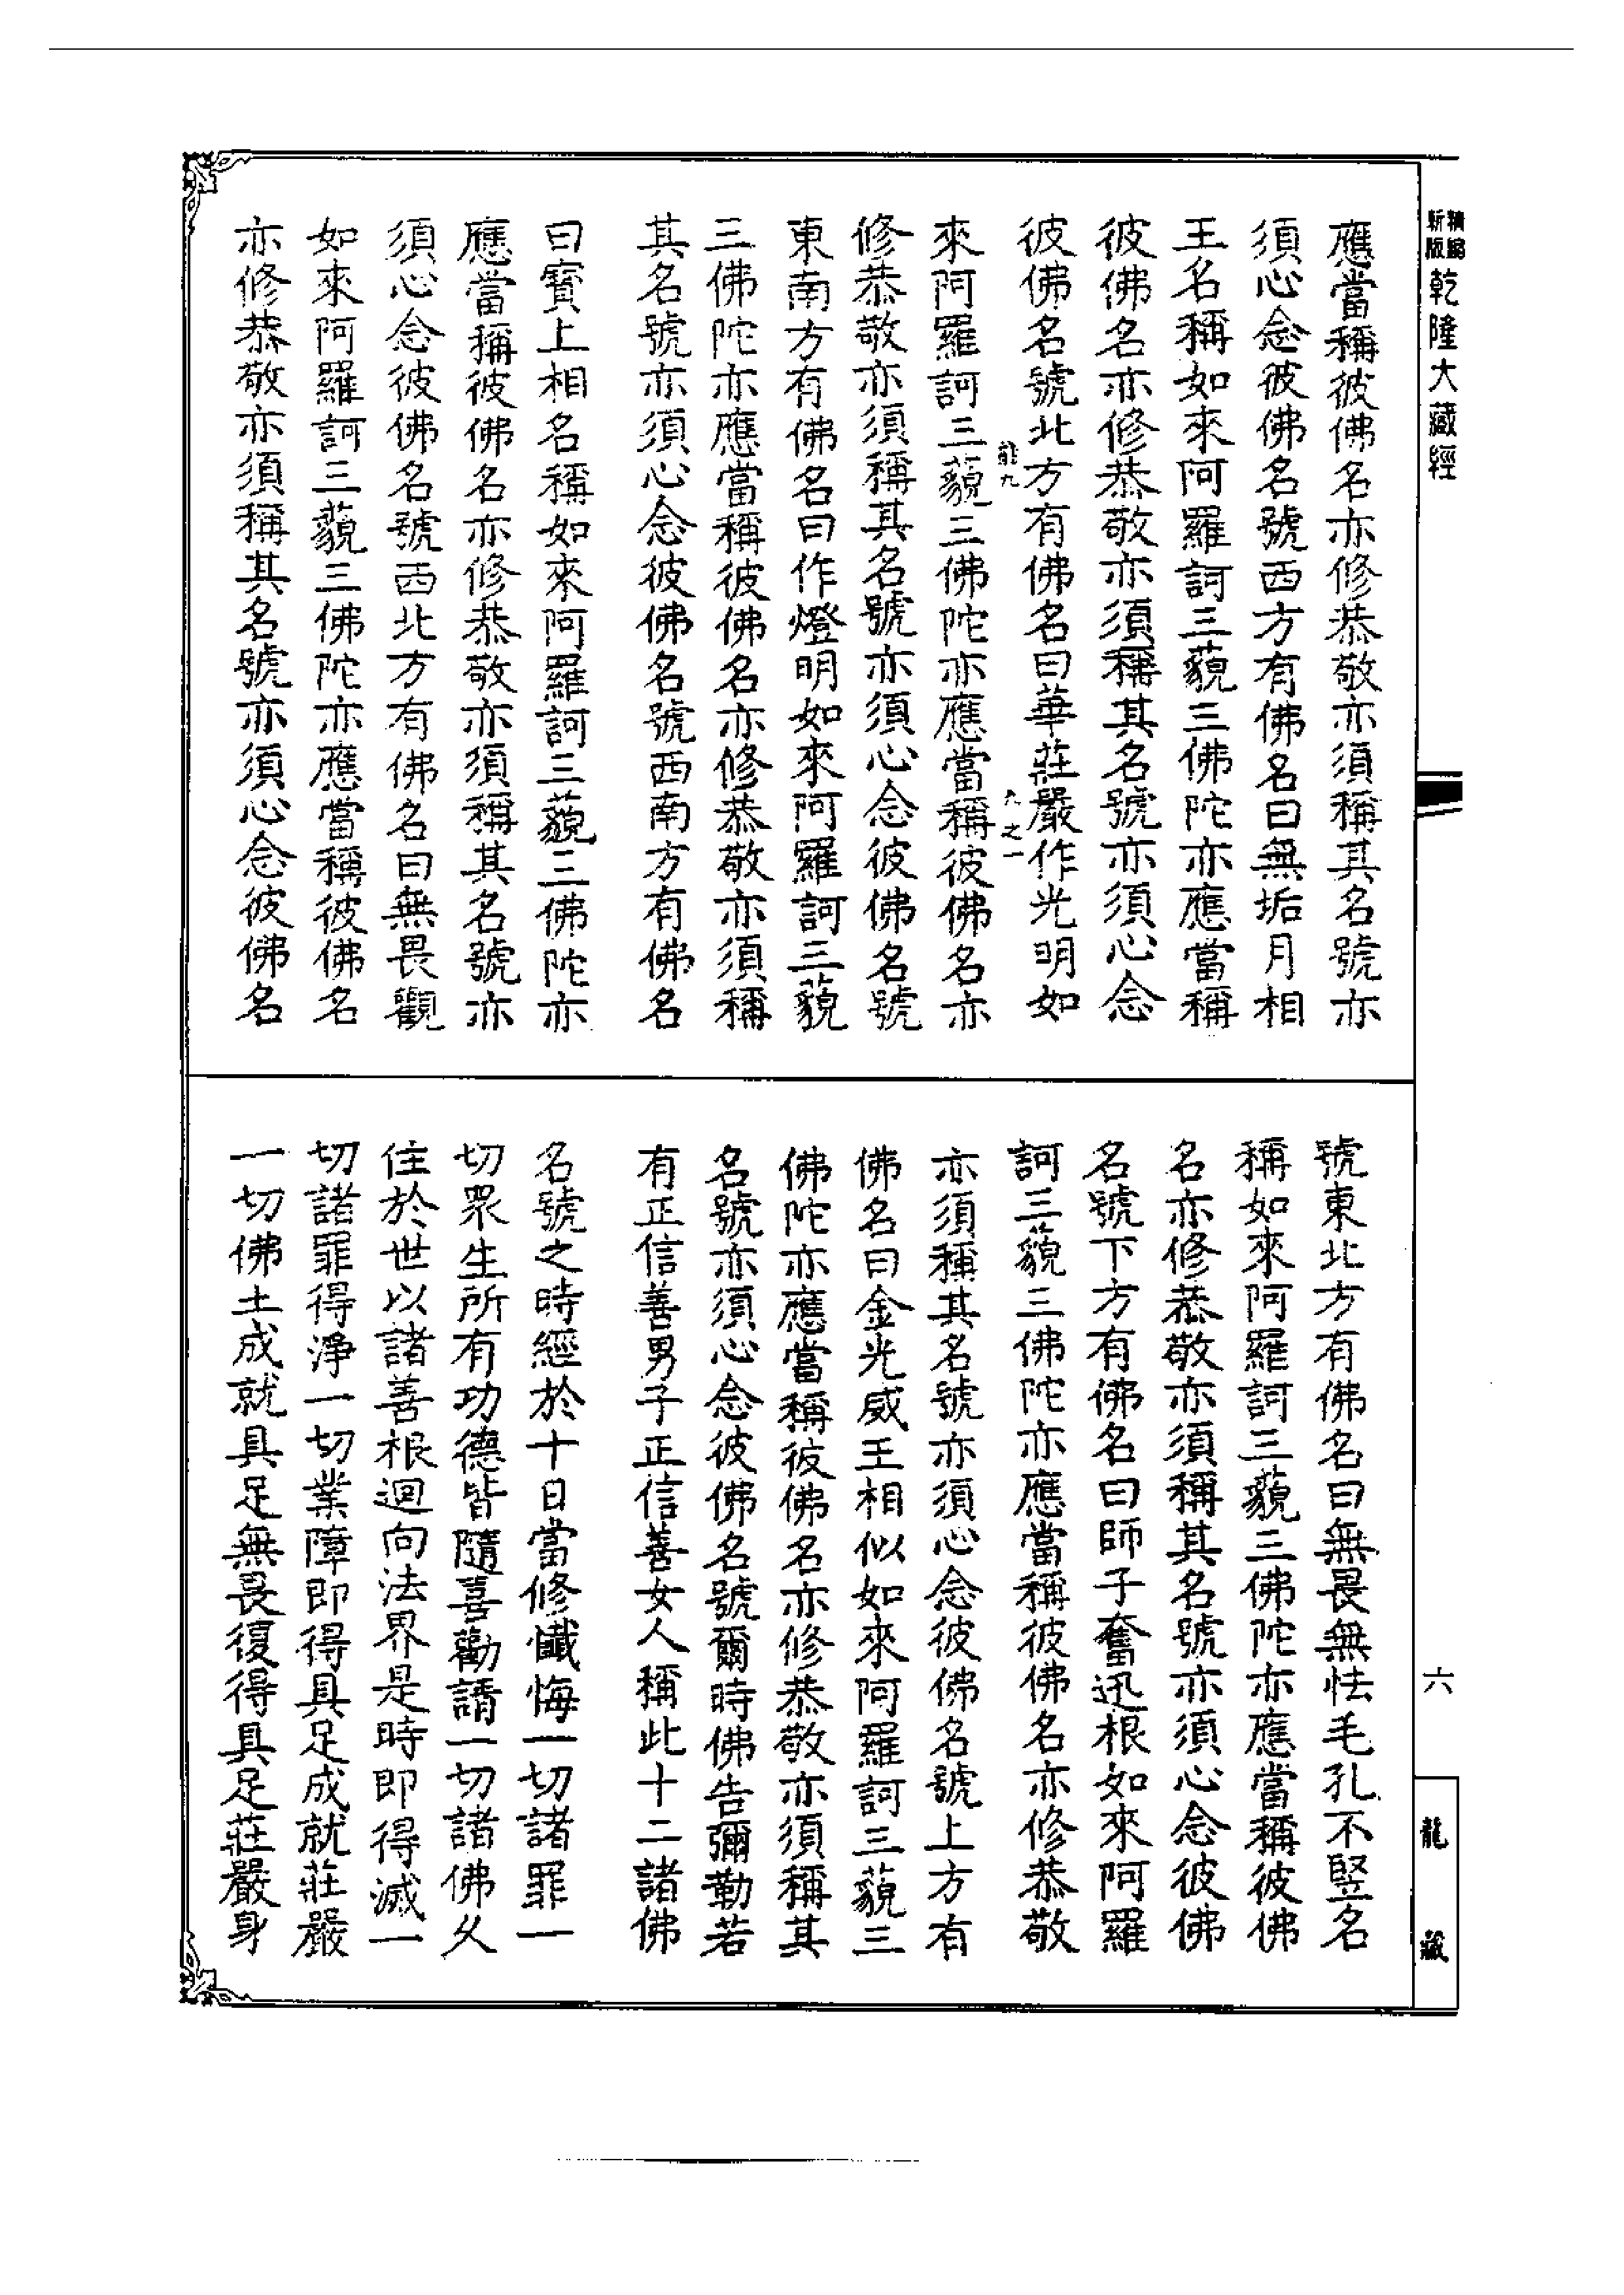 精縮
新版
乾隆大藏經
應當稱彼佛名亦修恭敬亦須稱其名號亦
須心念彼佛名號西方有佛名曰無垢月相
王名稱如來阿羅訶三藐三佛陀亦應當稱
彼佛名亦修恭敬亦須稱其名號亦須心念
彼佛名號北方有佛名曰華莊嚴作光明如
九之一
來阿羅訶三藐三佛陀亦應當稱彼佛名亦
修恭敬亦須稱其名號亦須心念彼佛名號
東南方有佛名曰作燈明如來阿羅訶三藐
三佛陀亦應當稱彼佛名亦修恭敬亦須稱
其名號亦須心念彼佛名號西南方有佛名
曰寶上相名稱如來阿羅訶三藐三佛陀亦
應當稱彼佛名亦修恭敬亦須稱其名號亦
須心念彼佛名號西北方有佛名曰無畏觀
如來阿羅訶三藐三佛陀亦應當稱彼佛名
亦修恭敬亦須稱其名號亦須心念彼佛名
號東北方有佛名曰無畏無怯毛孔不竪名
稱如來阿羅訶三藐三佛陀亦應當稱彼佛
名亦修恭敬亦須稱其名號亦須心念彼佛
名號下方有佛名曰師子奮迅根如來阿羅
訶三藐三佛陀亦應當稱彼佛名亦修恭敬
亦須稱其名號亦須心念彼佛名號上方有
佛名曰金光威王相似如來阿羅訶三藐三
佛陀亦應當稱彼佛名亦修恭敬亦須稱其
名號亦須心念彼佛名號爾時佛告彌勒若
有正信善男子正信善女人稱此十二諸佛
名號之時經於十日當修懺悔一切諸罪一
切眾生所有功德皆隨喜勸請一切諸佛久
住於世以諸善根迴向法界是時即得滅一
切諸罪得淨一切業障即得具足成就莊嚴
一切佛土成就具足無畏復得具足莊嚴身
六
龍藏